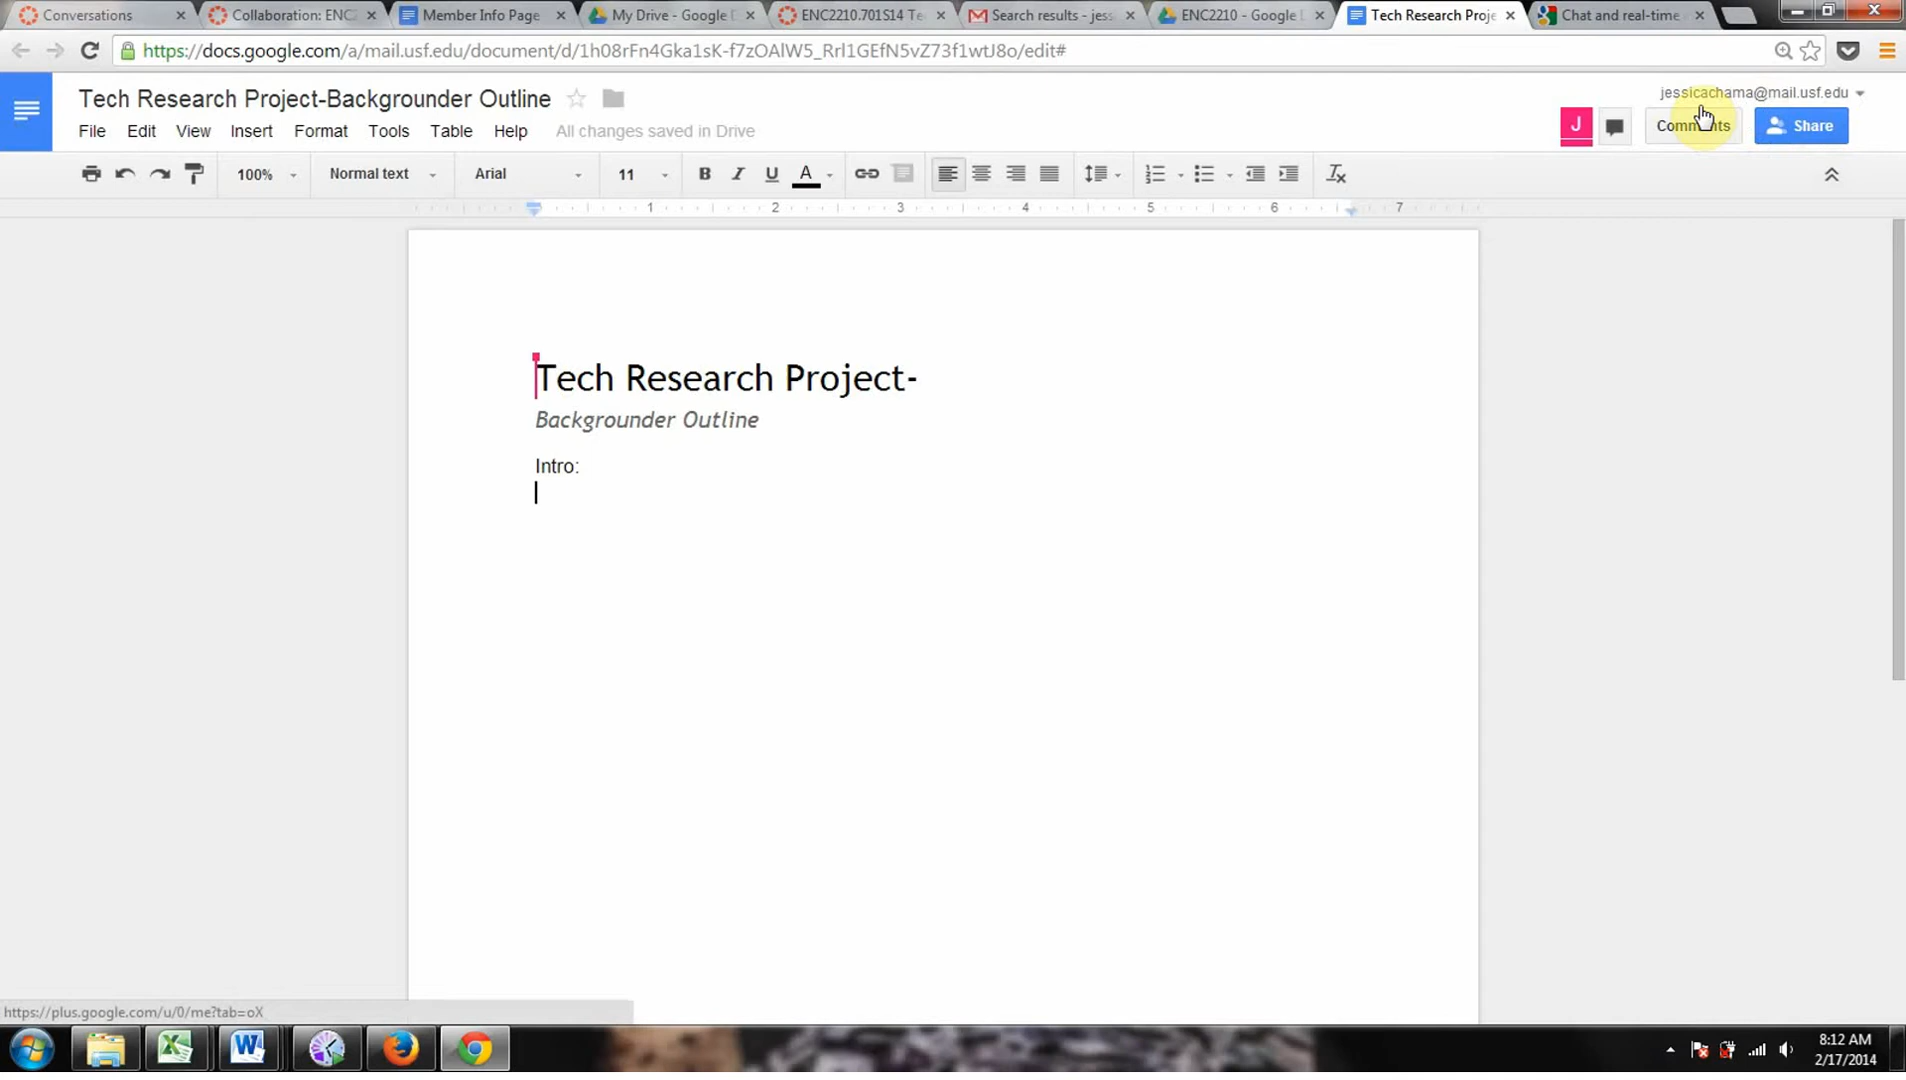 Conversations
Collaboration: ENC
Member Info Page
My Drive - Google
ENC2210.701S14 Te
Search results - jess
ENC2210 - Google
Tech Research Proje
Chat and real-time
https://docs.google.com/a/mail.usf.edu/document/d/1h08rFn4Gka1sK-f7zOAlW5_Rrl1GEfN5vZ73f1wtJ8o/edit#
Tech Research Project-Backgrounder Outline
jessicachama@mail.usf.edu
File Edit View Insert Format Tools Table Help All changes saved in Drive
J Comments Share
100% Normal text Arial 11 B I U A
1 2 3 4 5 6 7
Tech Research Project-
Backgrounder Outline
Intro:
https://plus.google.com/u/0/me?tab=oX
8:12 AM
2/17/2014